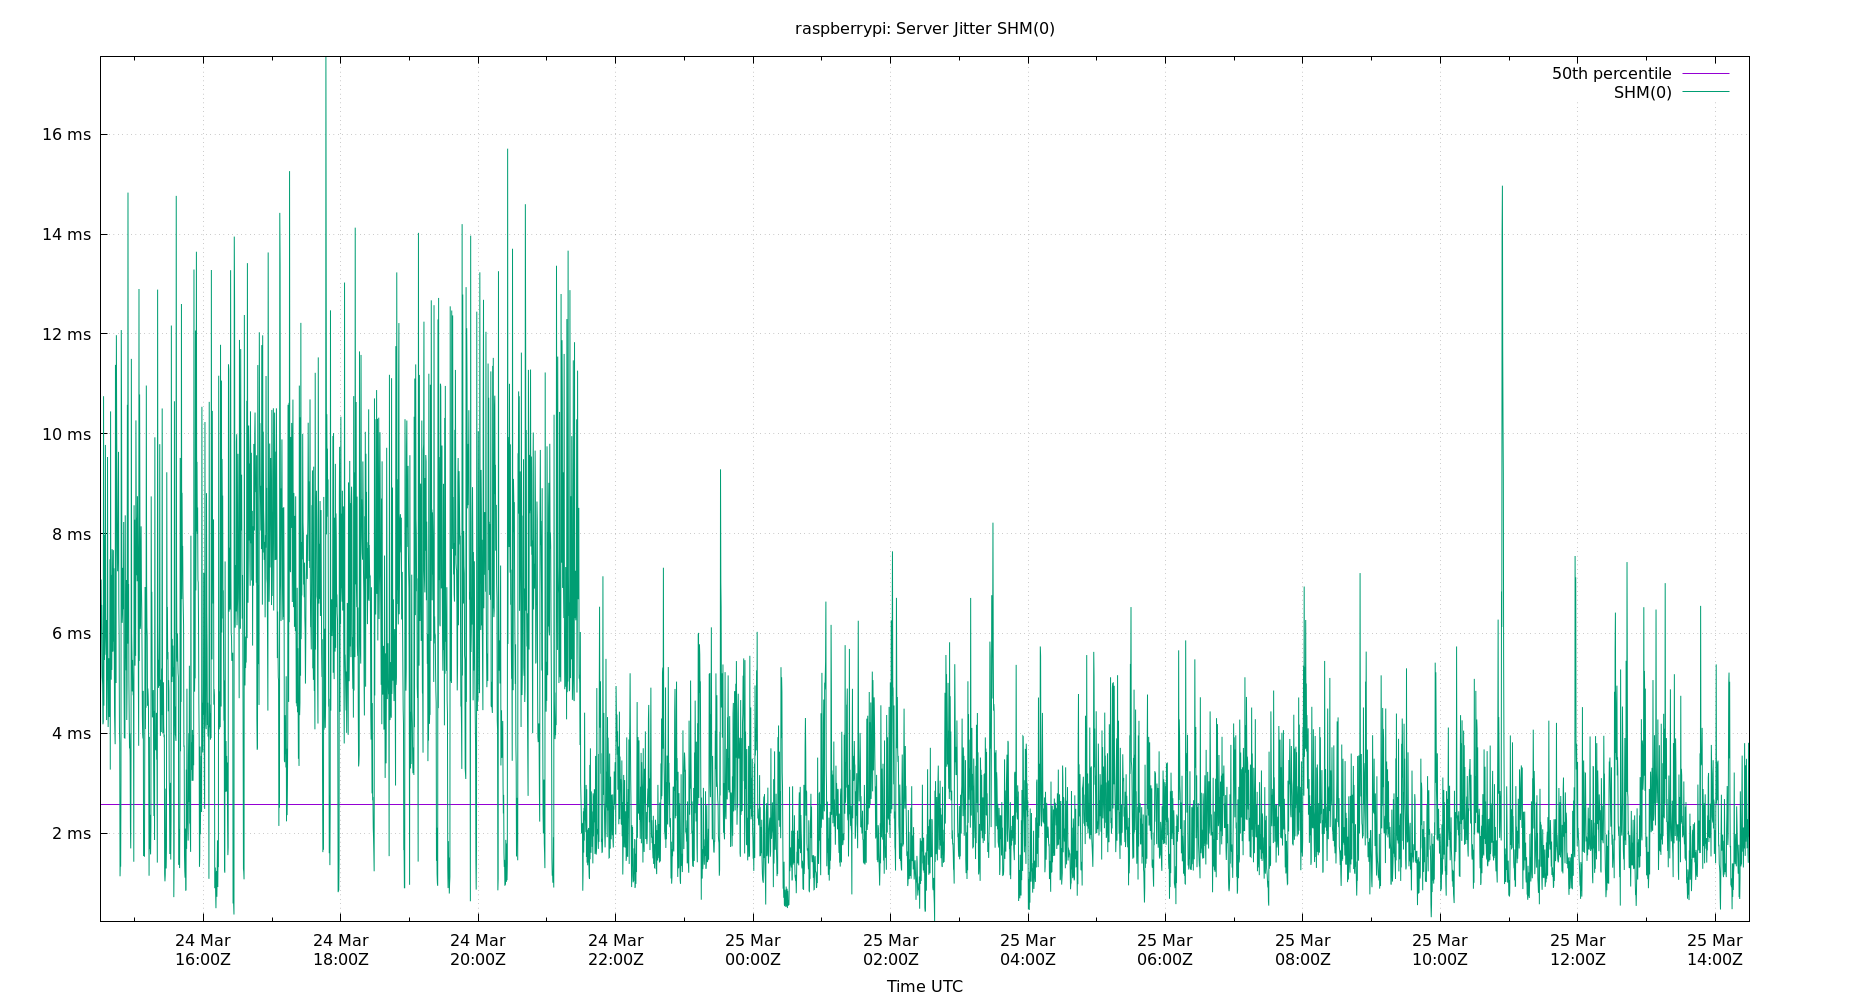 raspberrypi: Server Jitter SHM(0)
50th percentile
SHM(0)
16 ms
14 ms
12 ms
10 ms
8 ms
6 ms
4 ms
2 ms
24 Mar 24 Mar 24 Mar 24 Mar 25 Mar 25 Mar 25 Mar 25 Mar 25 Mar 25 Mar 25 Mar 25 Mar
16:00Z 18:00Z 20:00Z 22:00Z 00:00Z 02:00Z 04:00Z 06:00Z 08:00Z 10:00Z 12:00Z 14:00Z
Time UTC